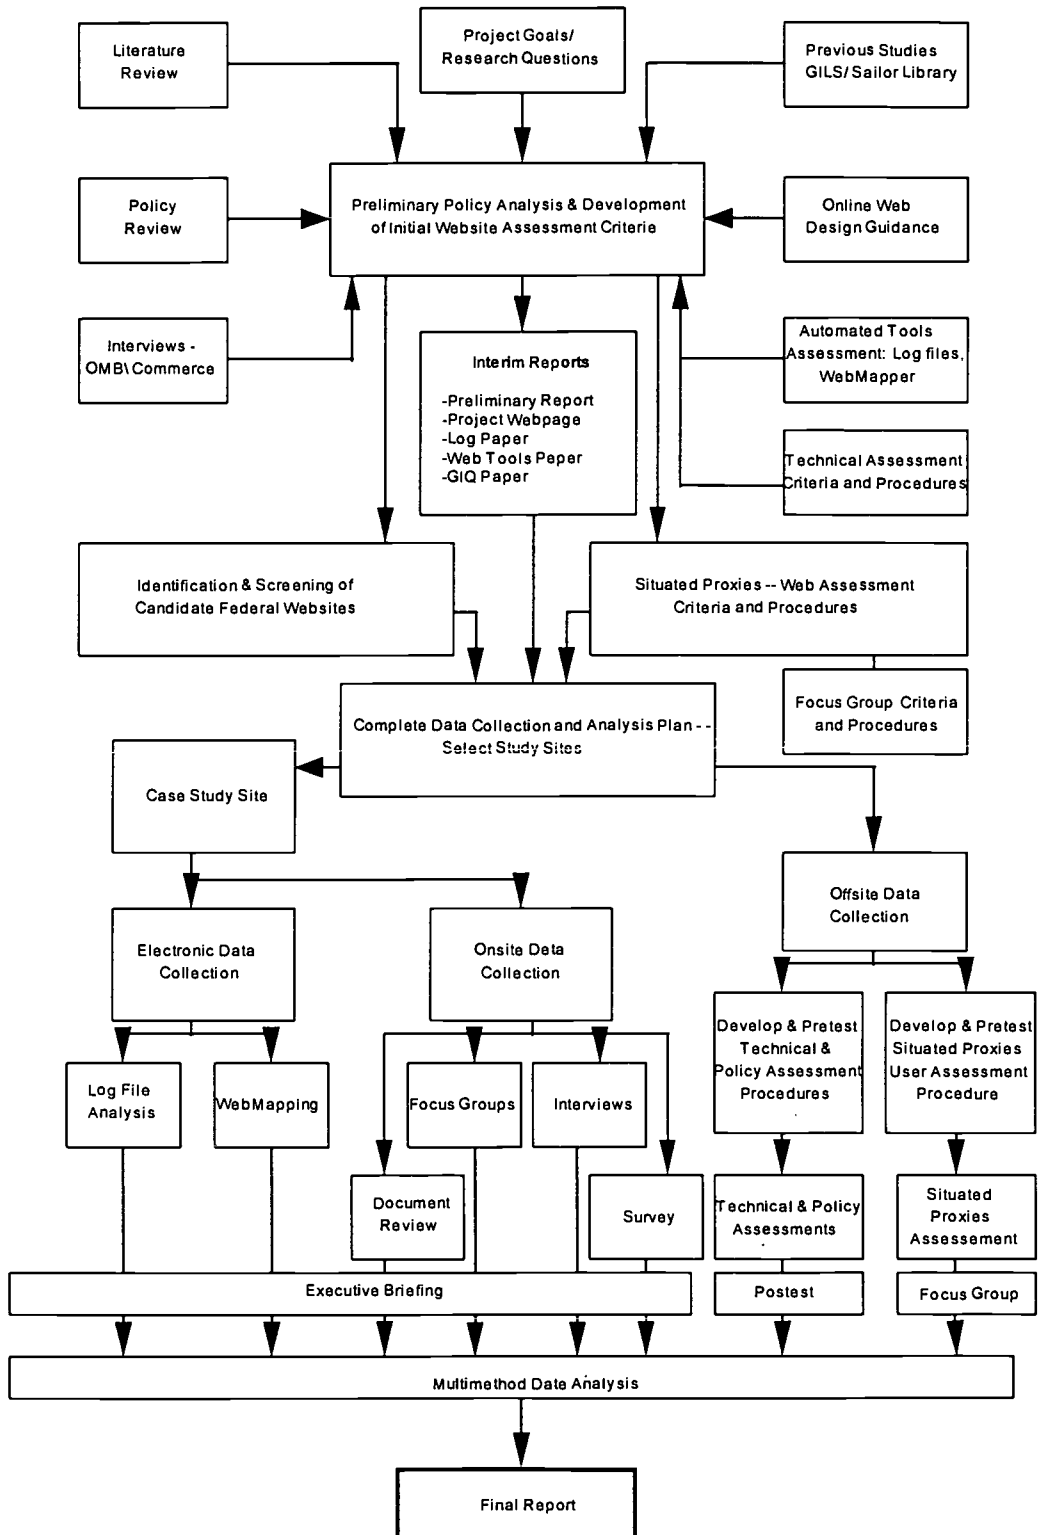 Literature
Review
Project Goals/
Research Questions
Previous Studies
GILS/ Sailor Library
Policy
Review
Preliminary Policy Analysis & Development
of Initial Website Assessment Criteria
Online Web
Design Guidance
Interviews -
OMB\ Commerce
Interim Reports
-Preliminary Report
-Project Webpage
-Log Paper
-Web Tools Paper
-GIQ Paper
Automated Tools
Assessment: Log files,
WebMapper
Technical Assessment
Criteria and Procedures
Identification & Screening of
Candidate Federal Websites
Situated Proxies -- Web Assessment
Criteria and Procedures
Complete Data Collection and Analysis Plan --
Select Study Sites
Focus Group Criteria
and Procedures
Case Study Site
Offsite Data
Collection
Electronic Data
Collection
Onsite Data
Collection
Develop & Pretest
Technical &
Policy Assessment
Procedures
Develop & Pretest
Situated Proxies
User Assessment
Procedure
Log File
Analysis
WebMapping
Focus Groups
Interviews
Document
Review
Survey
Technical & Policy
Assessments
Situated
Proxies
Assessement
Executive Briefing
Postest
Focus Group
Multimethod Date Analysis
Final Report